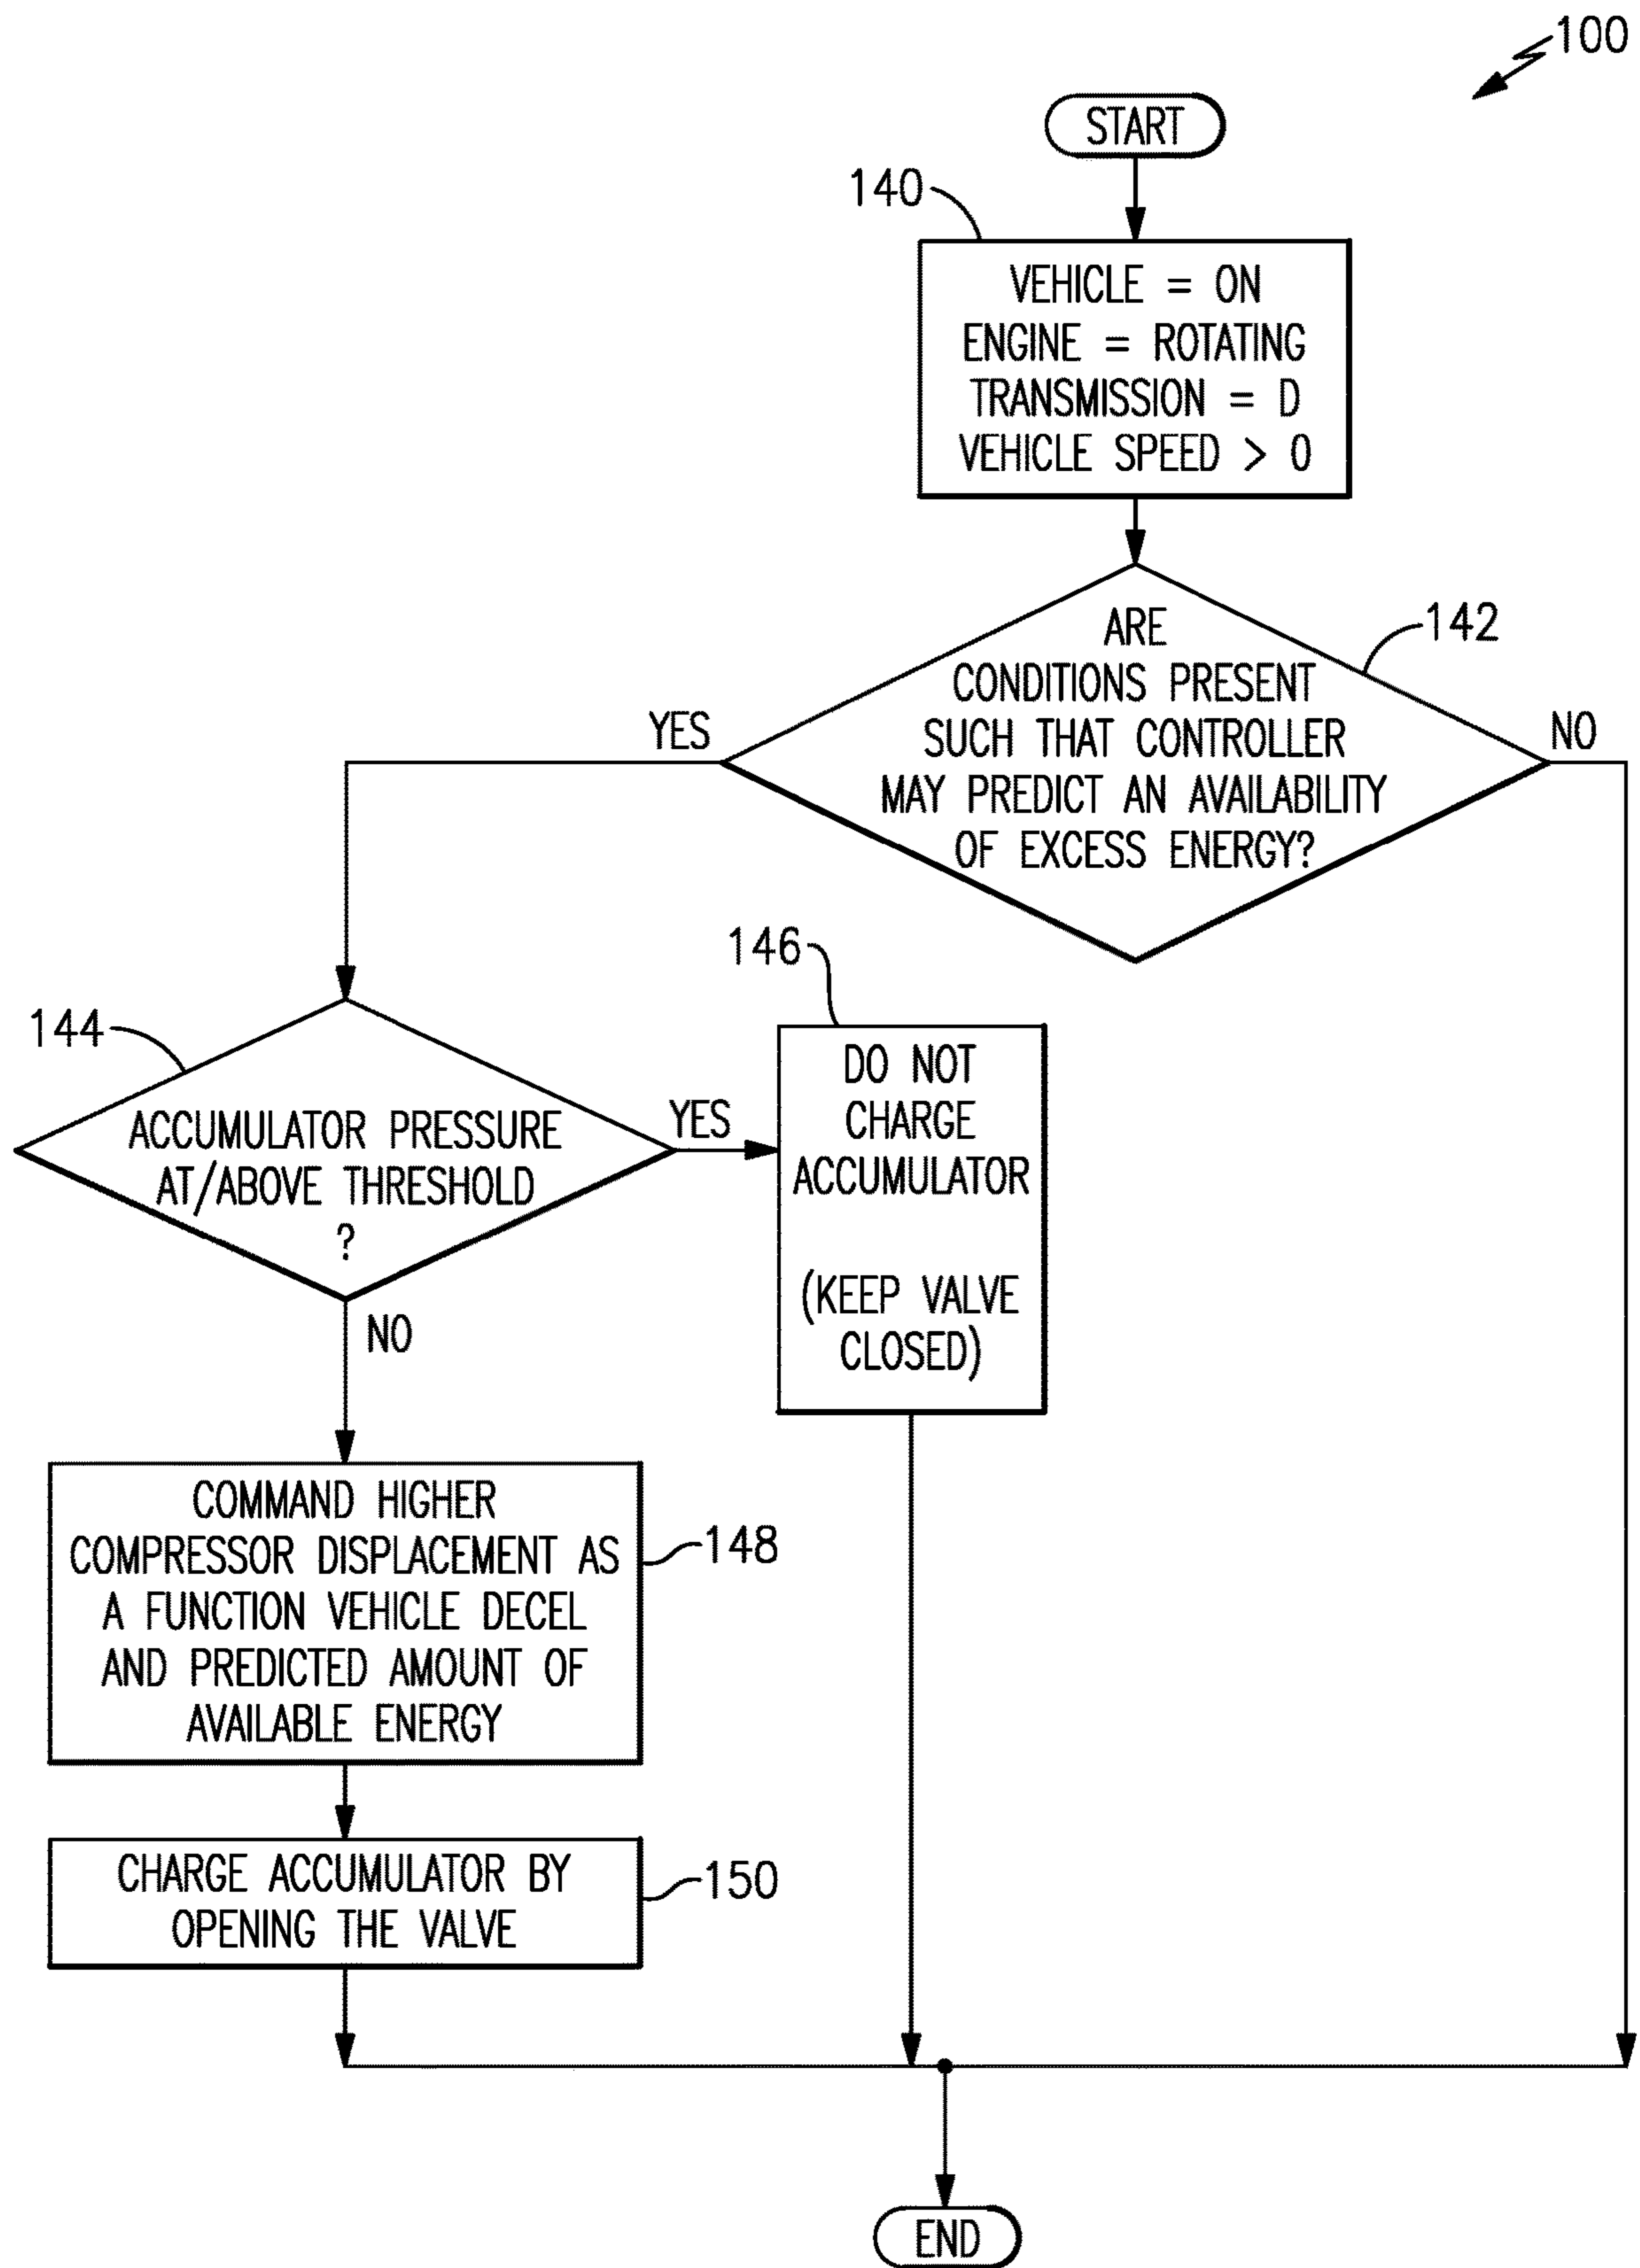 100
START
140
VEHICLE = ON
ENGINE = ROTATING
TRANSMISSION = D
VEHICLE SPEED > 0
142
ARE
CONDITIONS PRESENT
SUCH THAT CONTROLLER
MAY PREDICT AN AVAILABILITY
OF EXCESS ENERGY?
YES
NO
144
ACCUMULATOR PRESSURE
AT/ABOVE THRESHOLD
?
YES
NO
146
DO NOT
CHARGE
ACCUMULATOR
(KEEP VALVE
CLOSED)
COMMAND HIGHER
COMPRESSOR DISPLACEMENT AS
A FUNCTION VEHICLE DECEL
AND PREDICTED AMOUNT OF
AVAILABLE ENERGY
148
CHARGE ACCUMULATOR BY
OPENING THE VALVE
150
END